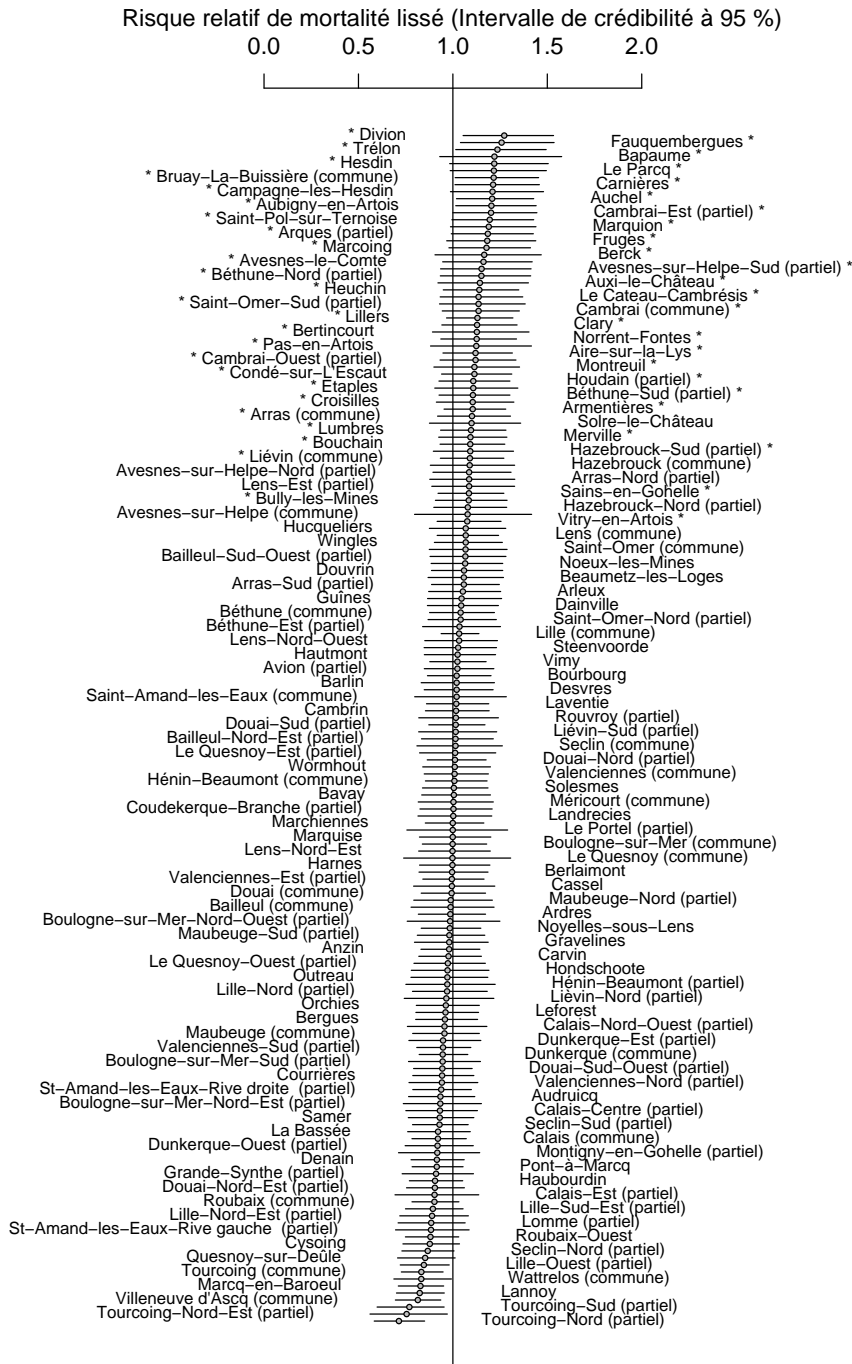 Risque relatif de mortalité lissé (Intervalle de crédibilité à 95 %)
0.0 0.5 1.0 1.5 2.0
* Divion
Fauquembergues *
* Trélon
Bapaume *
* Hesdin
Le Parcq *
* Bruay−La−Buissière (commune)
Carnières *
* Campagne−les−Hesdin
Auchel *
* Aubigny−en−Artois
Cambrai−Est (partiel) *
* Saint−Pol−sur−Ternoise
Marquion *
* Arques (partiel)
Fruges *
* Marcoing
Berck *
* Avesnes−le−Comte
Avesnes−sur−Helpe−Sud (partiel) *
* Béthune−Nord (partiel)
Auxi−le−Château *
* Heuchin
Le Cateau−Cambrésis *
* Saint−Omer−Sud (partiel)
Cambrai (commune) *
* Lillers
Clary *
* Bertincourt
Norrent−Fontes *
* Pas−en−Artois
Aire−sur−la−Lys *
* Cambrai−Ouest (partiel)
Montreuil *
* Condé−sur−L'Escaut
Houdain (partiel) *
* Etaples
Béthune−Sud (partiel) *
* Croisilles
Armentières *
* Arras (commune)
Solre−le−Château
* Lumbres
Merville *
* Bouchain
Hazebrouck−Sud (partiel) *
* Liévin (commune)
Hazebrouck (commune)
Avesnes−sur−Helpe−Nord (partiel)
Arras−Nord (partiel)
Lens−Est (partiel)
Sains−en−Gohelle *
* Bully−les−Mines
Hazebrouck−Nord (partiel)
Avesnes−sur−Helpe (commune)
Vitry−en−Artois *
Hucqueliers
Lens (commune)
Wingles
Saint−Omer (commune)
Bailleul−Sud−Ouest (partiel)
Noeux−les−Mines
Douvrin
Beaumetz−les−Loges
Arras−Sud (partiel)
Arleux
Guînes
Dainville
Béthune (commune)
Saint−Omer−Nord (partiel)
Béthune−Est (partiel)
Lille (commune)
Lens−Nord−Ouest
Steenvoorde
Hautmont
Vimy
Avion (partiel)
Bourbourg
Barlin
Desvres
Saint−Amand−les−Eaux (commune)
Laventie
Cambrin
Rouvroy (partiel)
Douai−Sud (partiel)
Liévin−Sud (partiel)
Bailleul−Nord−Est (partiel)
Seclin (commune)
Le Quesnoy−Est (partiel)
Douai−Nord (partiel)
Wormhout
Valenciennes (commune)
Hénin−Beaumont (commune)
Solesmes
Bavay
Méricourt (commune)
Coudekerque−Branche (partiel)
Landrecies
Marchiennes
Le Portel (partiel)
Marquise
Boulogne−sur−Mer (commune)
Lens−Nord−Est
Le Quesnoy (commune)
Harnes
Berlaimont
Valenciennes−Est (partiel)
Cassel
Douai (commune)
Maubeuge−Nord (partiel)
Bailleul (commune)
Ardres
Boulogne−sur−Mer−Nord−Ouest (partiel)
Noyelles−sous−Lens
Maubeuge−Sud (partiel)
Gravelines
Anzin
Carvin
Le Quesnoy−Ouest (partiel)
Hondschoote
Outreau
Hénin−Beaumont (partiel)
Lille−Nord (partiel)
Lièvin−Nord (partiel)
Orchies
Leforest
Bergues
Calais−Nord−Ouest (partiel)
Maubeuge (commune)
Dunkerque−Est (partiel)
Valenciennes−Sud (partiel)
Dunkerque (commune)
Boulogne−sur−Mer−Sud (partiel)
Douai−Sud−Ouest (partiel)
Courrières
Valenciennes−Nord (partiel)
St−Amand−les−Eaux−Rive droite (partiel)
Audruicq
Boulogne−sur−Mer−Nord−Est (partiel)
Calais−Centre (partiel)
Samer
Seclin−Sud (partiel)
La Bassée
Calais (commune)
Dunkerque−Ouest (partiel)
Montigny−en−Gohelle (partiel)
Denain
Pont−à−Marcq
Grande−Synthe (partiel)
Haubourdin
Douai−Nord−Est (partiel)
Calais−Est (partiel)
Roubaix (commune)
Lille−Sud−Est (partiel)
Lille−Nord−Est (partiel)
Lomme (partiel)
St−Amand−les−Eaux−Rive gauche (partiel)
Roubaix−Ouest
Cysoing
Seclin−Nord (partiel)
Quesnoy−sur−Deûle
Lille−Ouest (partiel)
Tourcoing (commune)
Wattrelos (commune)
Marcq−en−Baroeul
Lannoy
Villeneuve d'Ascq (commune)
Tourcoing−Sud (partiel)
Tourcoing−Nord−Est (partiel)
Tourcoing−Nord (partiel)